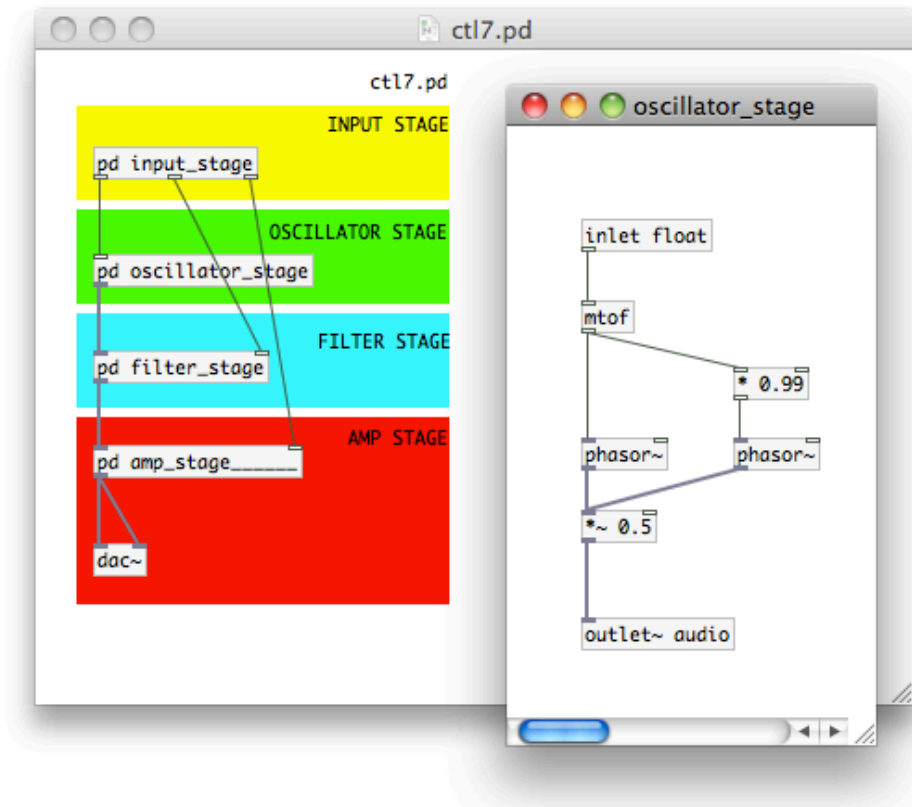 ctl7.pd
ctl7.pd
INPUT STAGE
pd input_stage
OSCILLATOR STAGE
pd oscillator_stage
FILTER STAGE
pd filter_stage
AMP STAGE
pd amp_stage______
dac~
oscillator_stage
inlet float
mtof
* 0.99
phasor~
phasor~
*~ 0.5
outlet~ audio